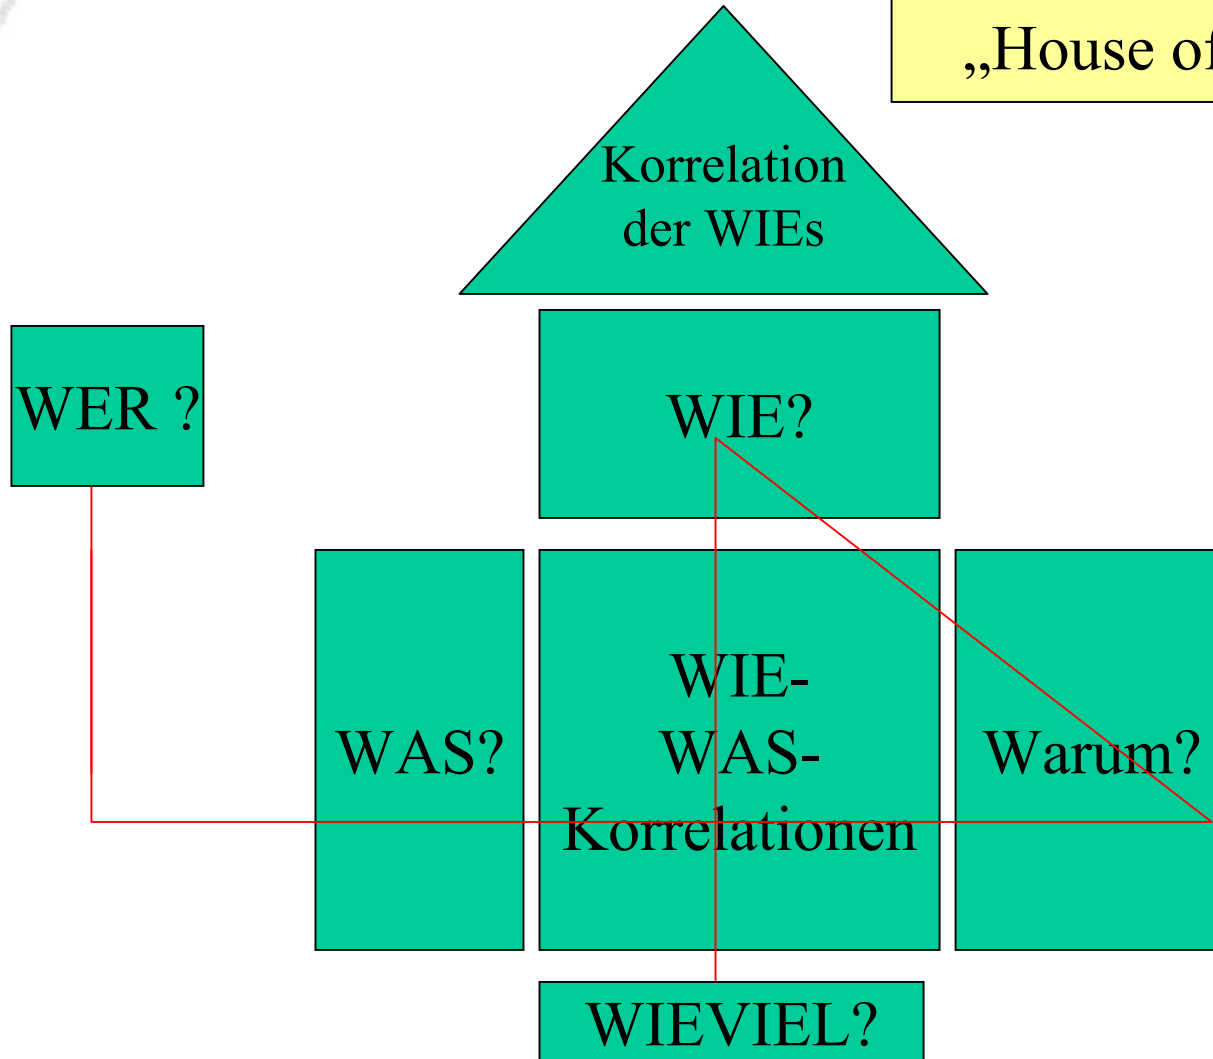 „House of
Korrelation
der WIEs
WER ?
WIE?
WAS?
WIE-
WAS-
Korrelationen
Warum?
WIEVIEL?